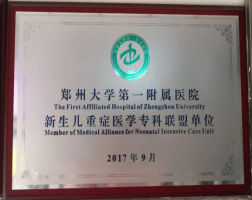 郑州大学第一附属医院
The First Affiliated Hospital of Zhengzhou University
新生儿重症医学专科联盟单位
Member of Medical Alliance for Neonatal Intensive Care Unit
2017年9月